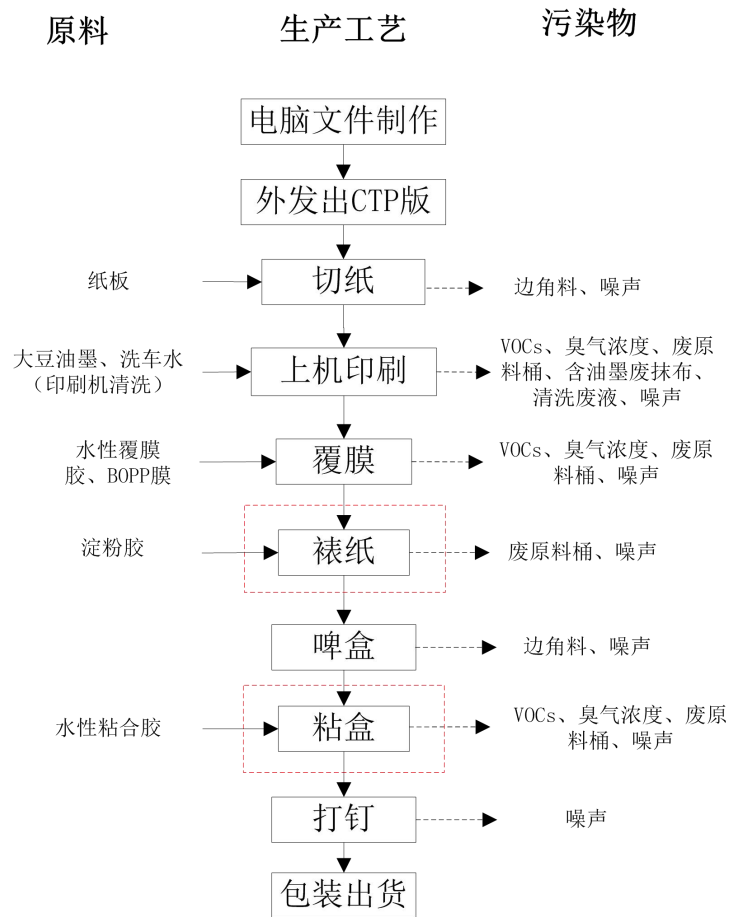 原料 生产工艺 污染物
电脑文件制作
外发出CTP版
纸板 切纸 边角料、噪声
大豆油墨、洗车水
（印刷机清洗）
上机印刷
VOCs、臭气浓度、废原
料桶、含油墨废抹布、
清洗废液、噪声
水性覆膜
胶、BOPP膜
覆膜
VOCs、臭气浓度、废原
料桶、噪声
淀粉胶 裱纸 废原料桶、噪声
啤盒 边角料、噪声
水性粘合胶 粘盒
VOCs、臭气浓度、废原
料桶、噪声
打钉 噪声
包装出货